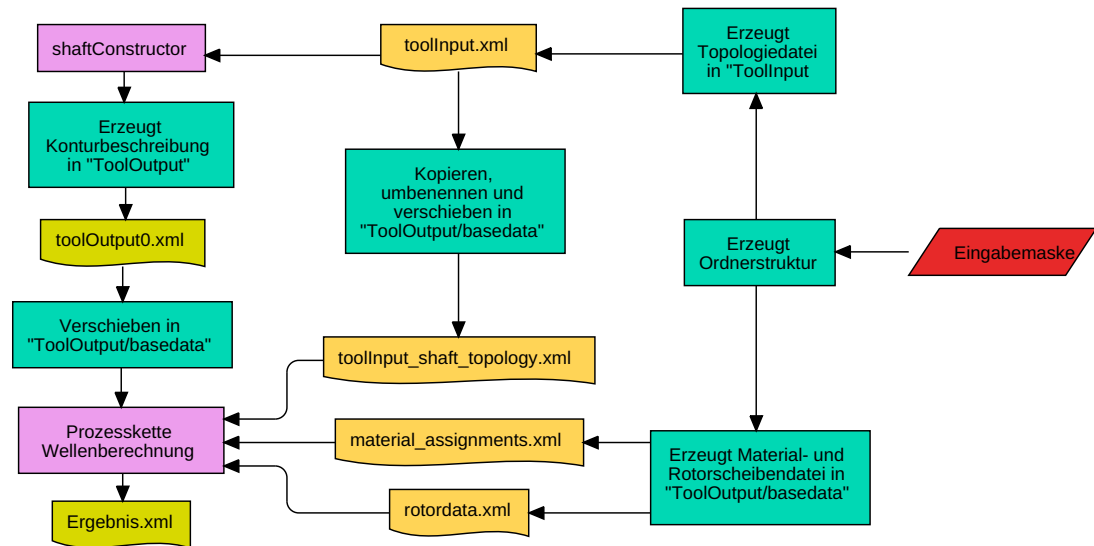 shaftConstructor
toolInput.xml
Erzeugt
Topologiedatei
in "ToolInput
Erzeugt
Konturbeschreibung
in "ToolOutput"
Kopieren,
umbenennen und
verschieben in
"ToolOutput/basedata"
toolOutput0.xml
Erzeugt
Ordnerstruktur
Eingabemaske
Verschieben in
"ToolOutput/basedata"
toolInput_shaft_topology.xml
Prozesskette
Wellenberechnung
material_assignments.xml
Erzeugt Material- und
Rotorscheibendatei in
"ToolOutput/basedata"
rotordata.xml
Ergebnis.xml